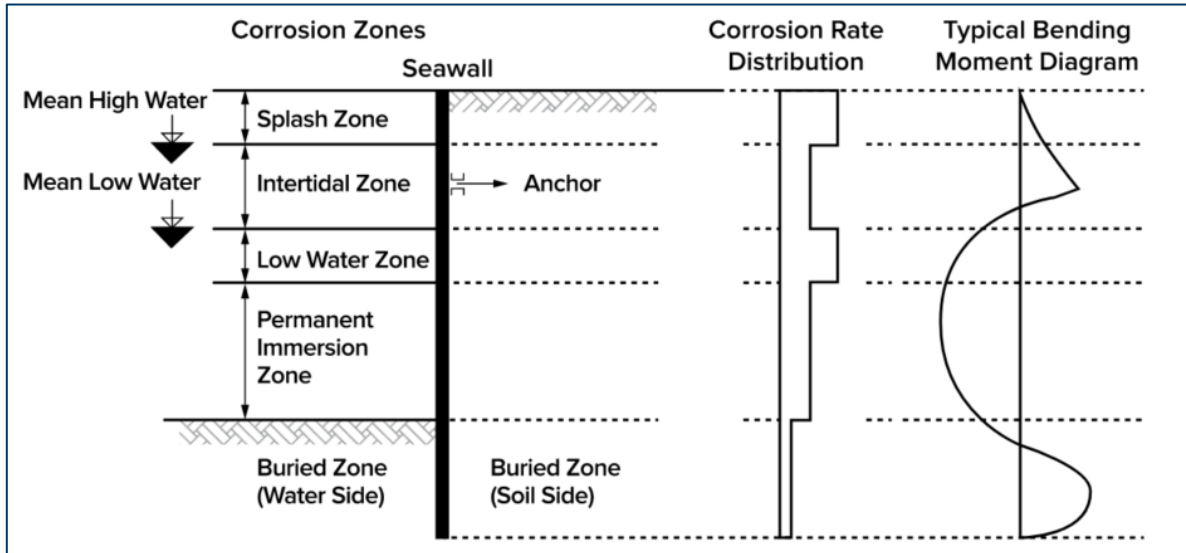 Corrosion Zones
Corrosion Rate
Distribution
Typical Bending
Moment Diagram
Seawall
Mean High Water
Splash Zone
Mean Low Water
Intertidal Zone
Anchor
Low Water Zone
Permanent
Immersion
Zone
Buried Zone
(Water Side)
Buried Zone
(Soil Side)